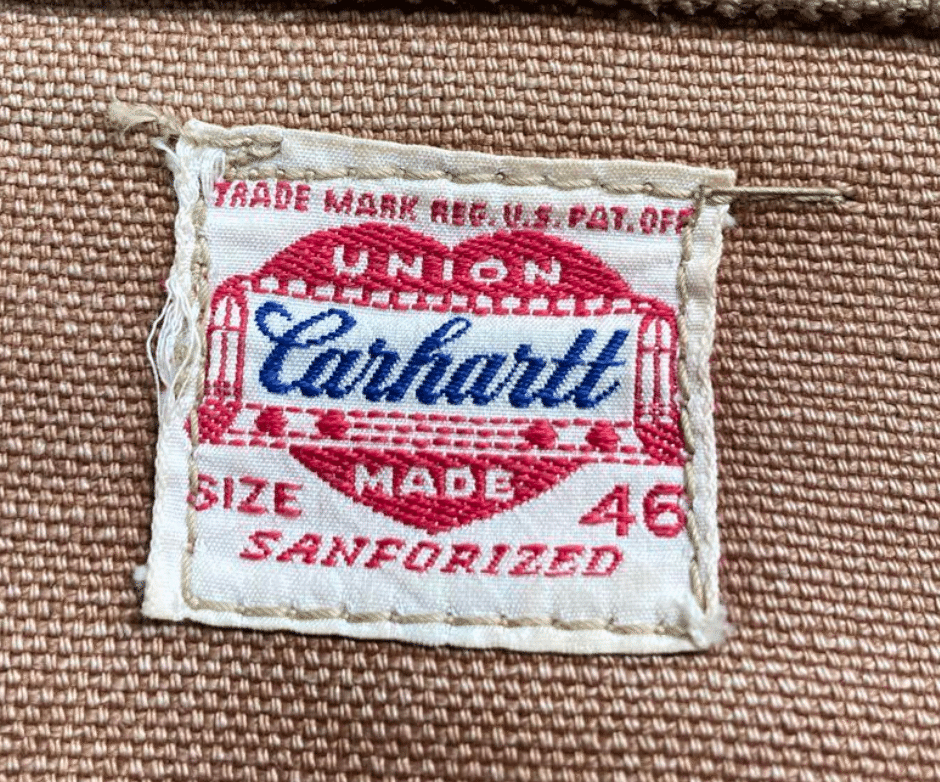 TRADE MARK REG. U.S. PAT. OFF
UNION
Carhartt
MADE
SIZE 46
SANFORIZED